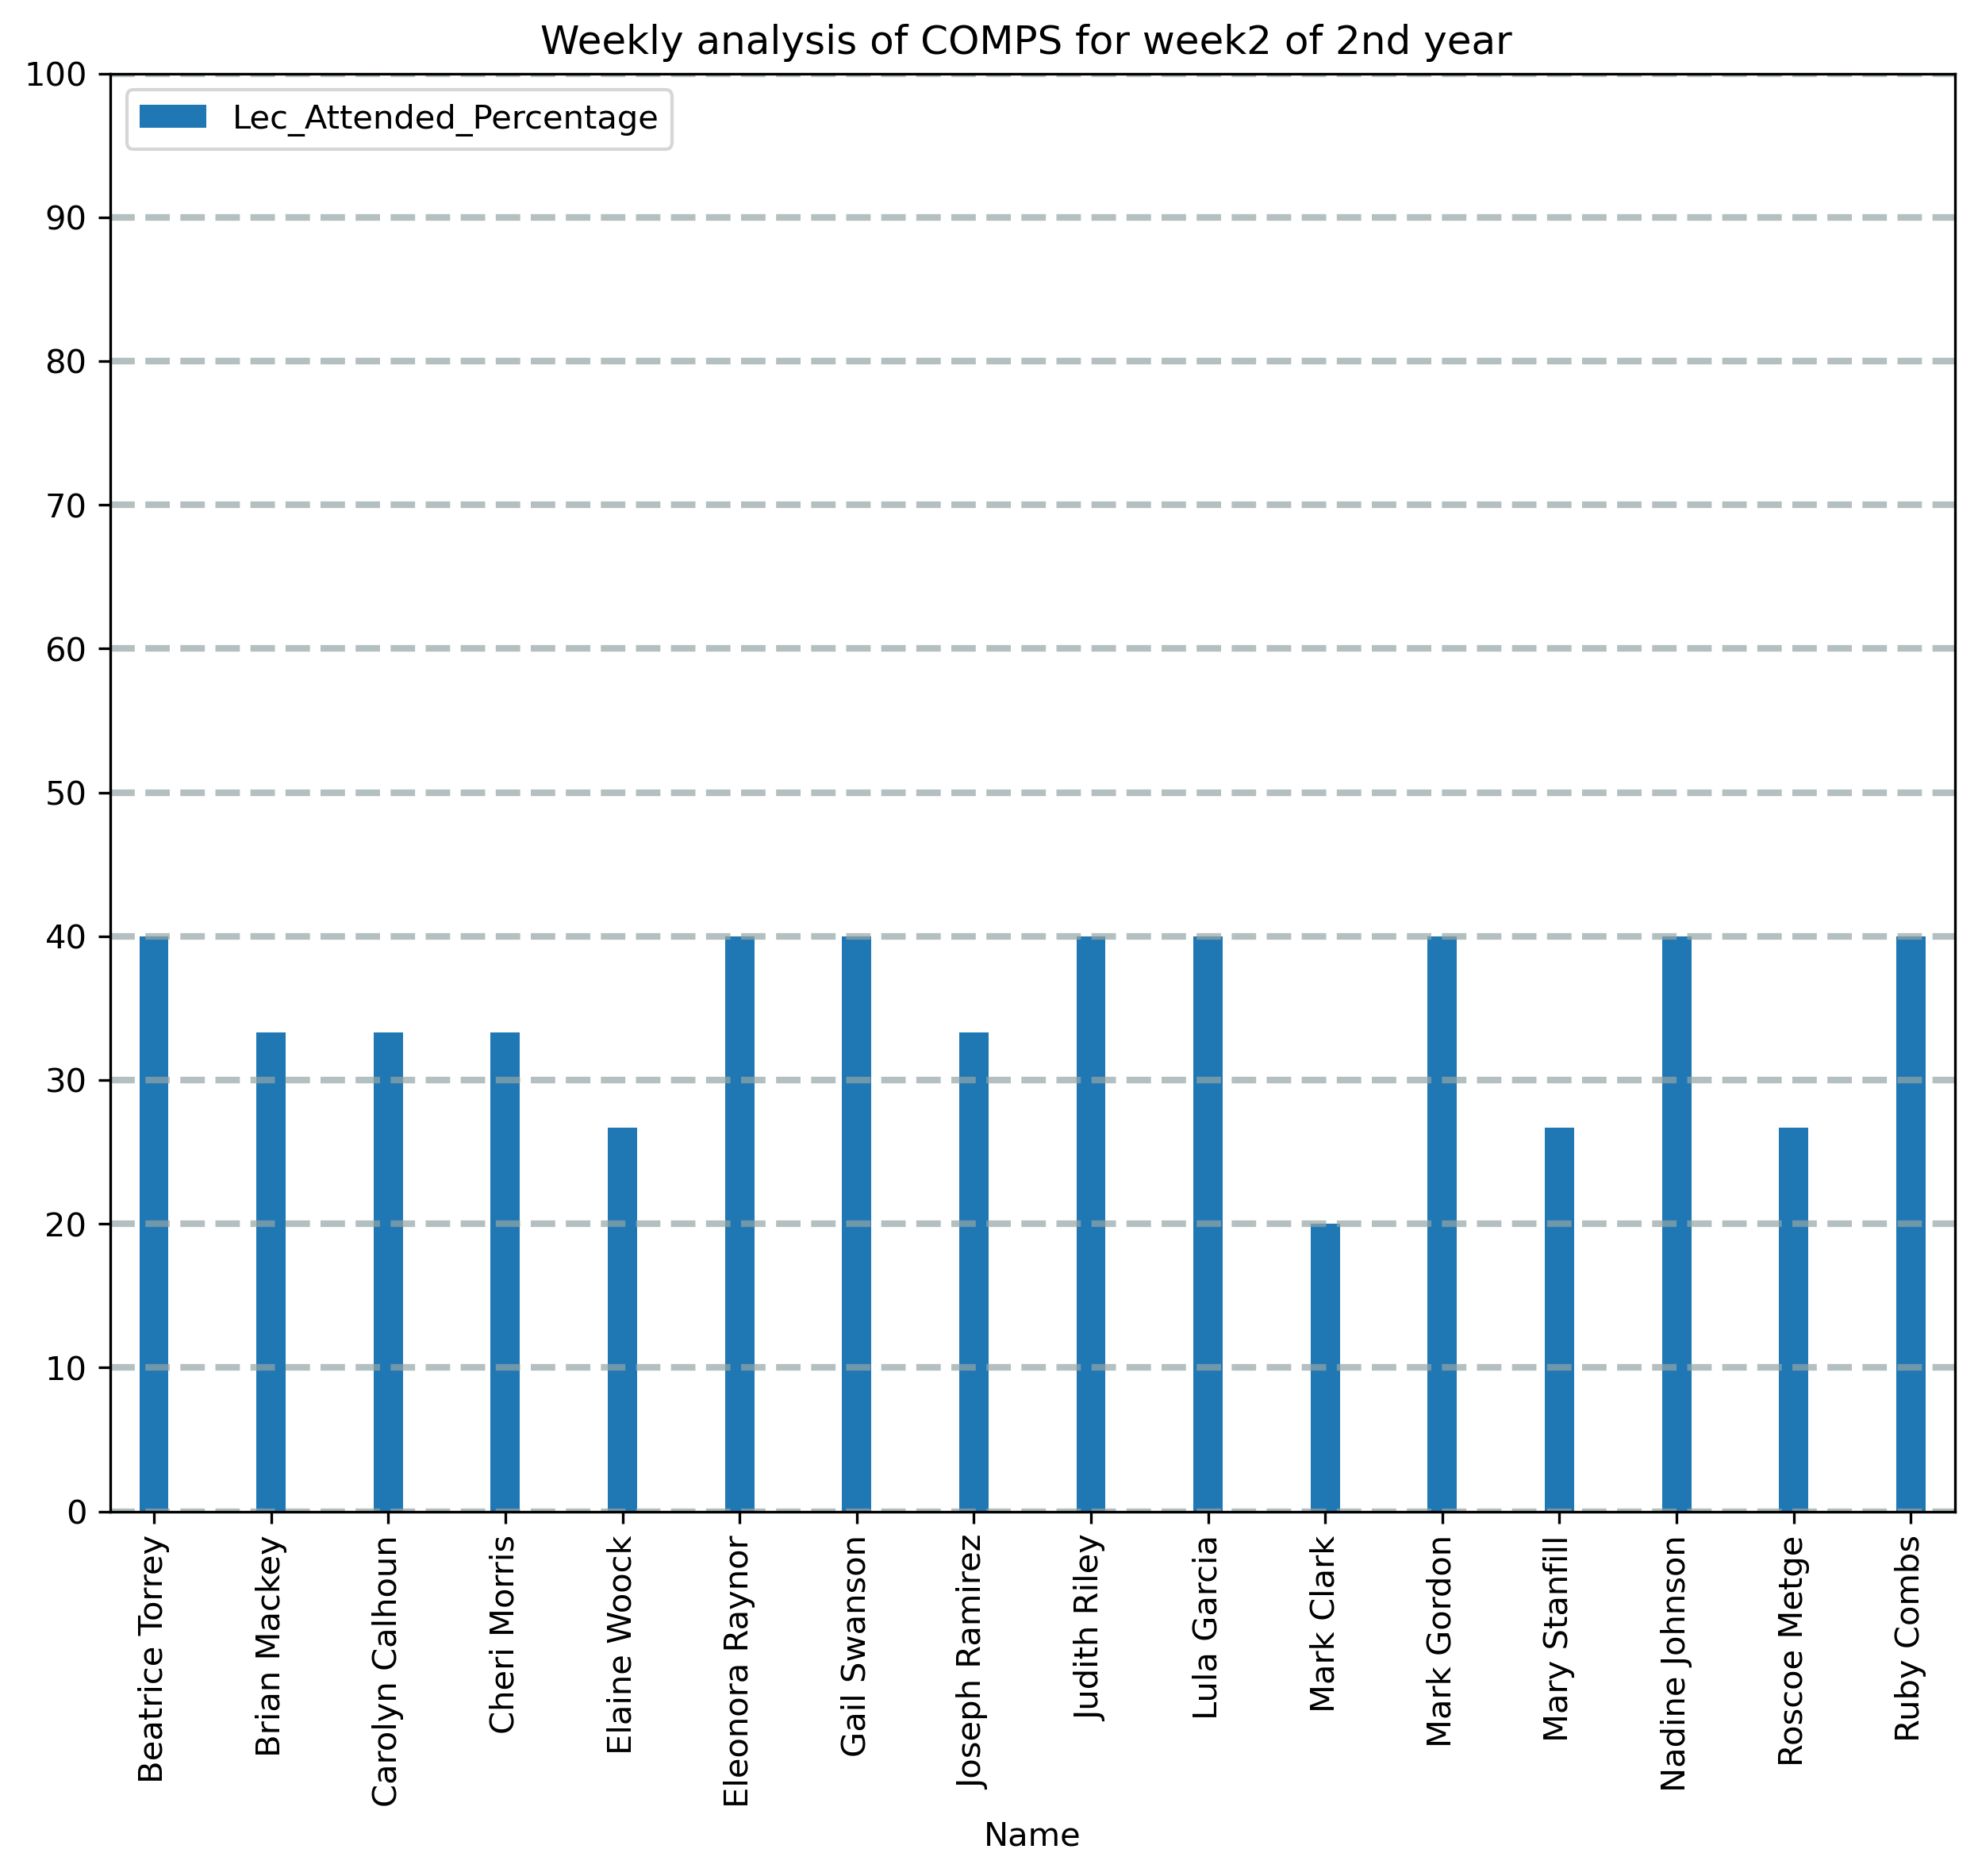 Weekly analysis of COMPS for week2 of 2nd year
Lec_Attended_Percentage
100
90
80
70
60
50
40
30
20
10
0
Beatrice Torrey
Brian Mackey
Carolyn Calhoun
Cheri Morris
Elaine Woock
Eleonora Raynor
Gail Swanson
Joseph Ramirez
Judith Riley
Lula Garcia
Mark Clark
Mark Gordon
Mary Stanfill
Nadine Johnson
Roscoe Metge
Ruby Combs
Name